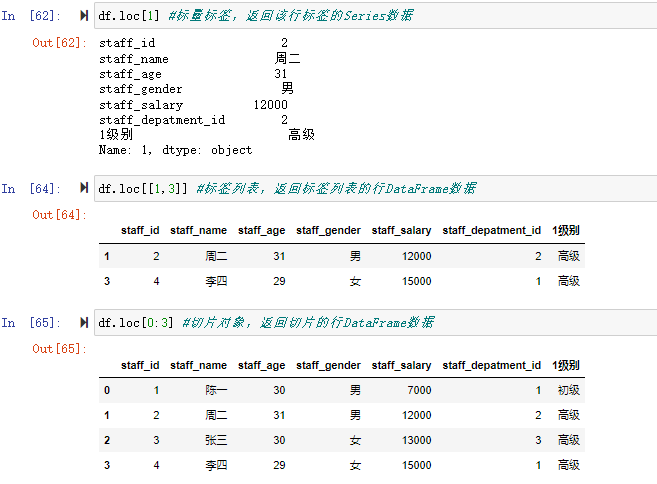 In [62]: df.loc[1] #标量标签，返回该行标签的Series数据
Out[62]: staff_id 2
staff_name 周二
staff_age 31
staff_gender 男
staff_salary 12000
staff_depatment_id 2
1级别 高级
Name: 1, dtype: object
In [64]: df.loc[[1,3]] #标签列表，返回标签列表的行DataFrame数据
Out[64]:
staff_id staff_name staff_age staff_gender staff_salary staff_depatment_id 1级别
1 2 周二 31 男 12000 2 高级
3 4 李四 29 女 15000 1 高级
In [65]: df.loc[0:3] #切片对象，返回切片的行DataFrame数据
Out[65]:
staff_id staff_name staff_age staff_gender staff_salary staff_depatment_id 1级别
0 1 陈一 30 男 7000 1 初级
1 2 周二 31 男 12000 2 高级
2 3 张三 30 女 13000 3 高级
3 4 李四 29 女 15000 1 高级